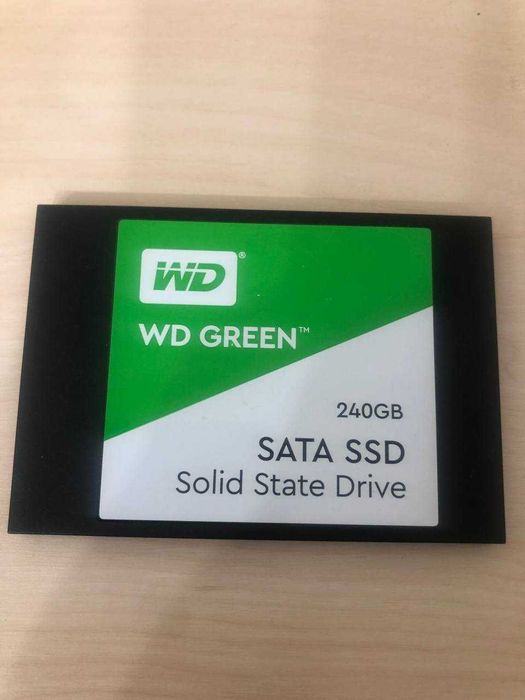 WD®
WD GREEN™
240GB
SATA SSD
Solid State Drive